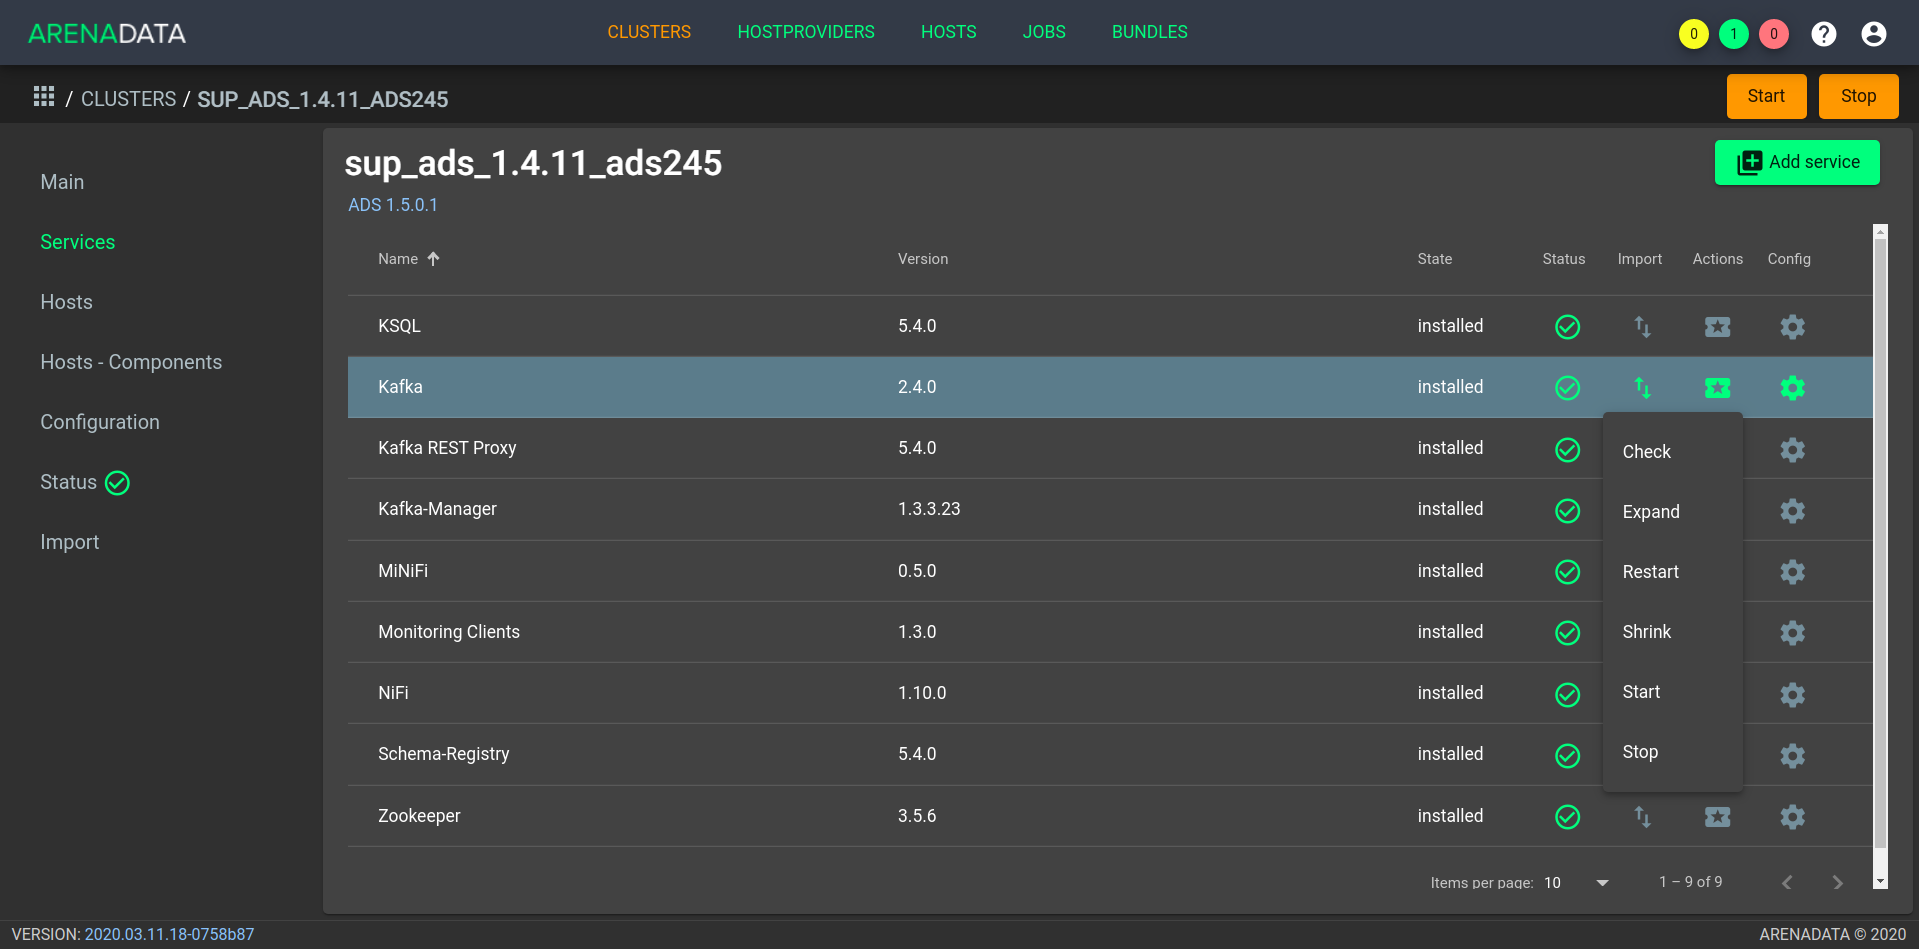 ARENADATA CLUSTERS HOSTPROVIDERS HOSTS JOBS BUNDLES 0 1 0 ?
/ CLUSTERS / SUP_ADS_1.4.11_ADS245 Start Stop
Main
Services
Hosts
Hosts - Components
Configuration
Status
Import
sup_ads_1.4.11_ads245 Add service
ADS 1.5.0.1
Name Version State Status Import Actions Config
KSQL 5.4.0 installed
Kafka 2.4.0 installed
Kafka REST Proxy 5.4.0 installed
Kafka-Manager 1.3.3.23 installed
MiNiFi 0.5.0 installed
Monitoring Clients 1.3.0 installed
NiFi 1.10.0 installed
Schema-Registry 5.4.0 installed
Zookeeper 3.5.6 installed
Check
Expand
Restart
Shrink
Start
Stop
Items per page: 10 1 – 9 of 9
VERSION: 2020.03.11.18-0758b87 ARENADATA © 2020